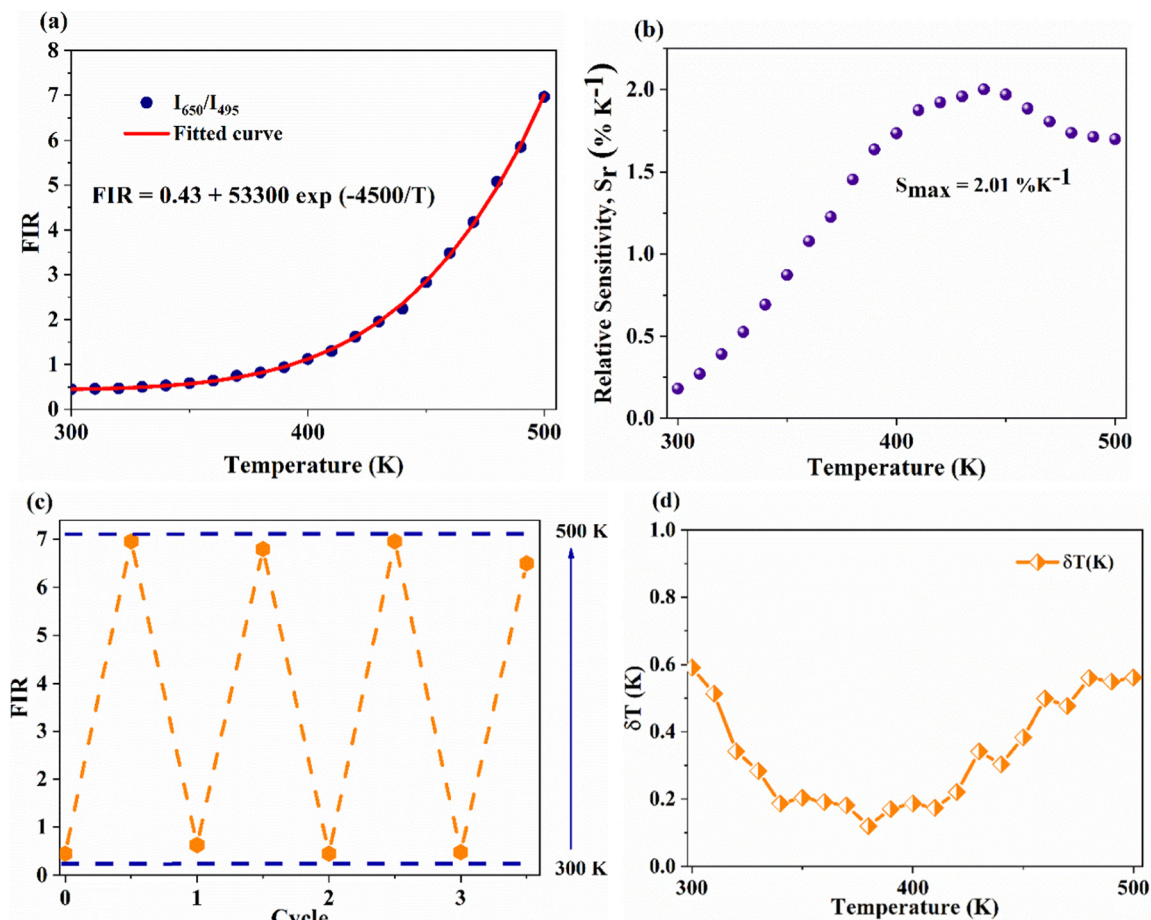 (a)
8
7
6
5
4
3
2
1
0
FIR
I650/I495
Fitted curve
FIR = 0.43 + 53300 exp (-4500/T)
300
400
500
Temperature (K)
(b)
2.0
1.5
1.0
0.5
0.0
Relative Sensitivity, Sr (% K-1)
Smax = 2.01 %K-1
300
400
500
Temperature (K)
(c)
7
6
5
4
3
2
1
0
FIR
500 K
300 K
0
1
2
3
Cycle
(d)
1.0
0.8
0.6
0.4
0.2
0.0
δT (K)
δT(K)
300
400
500
Temperature (K)